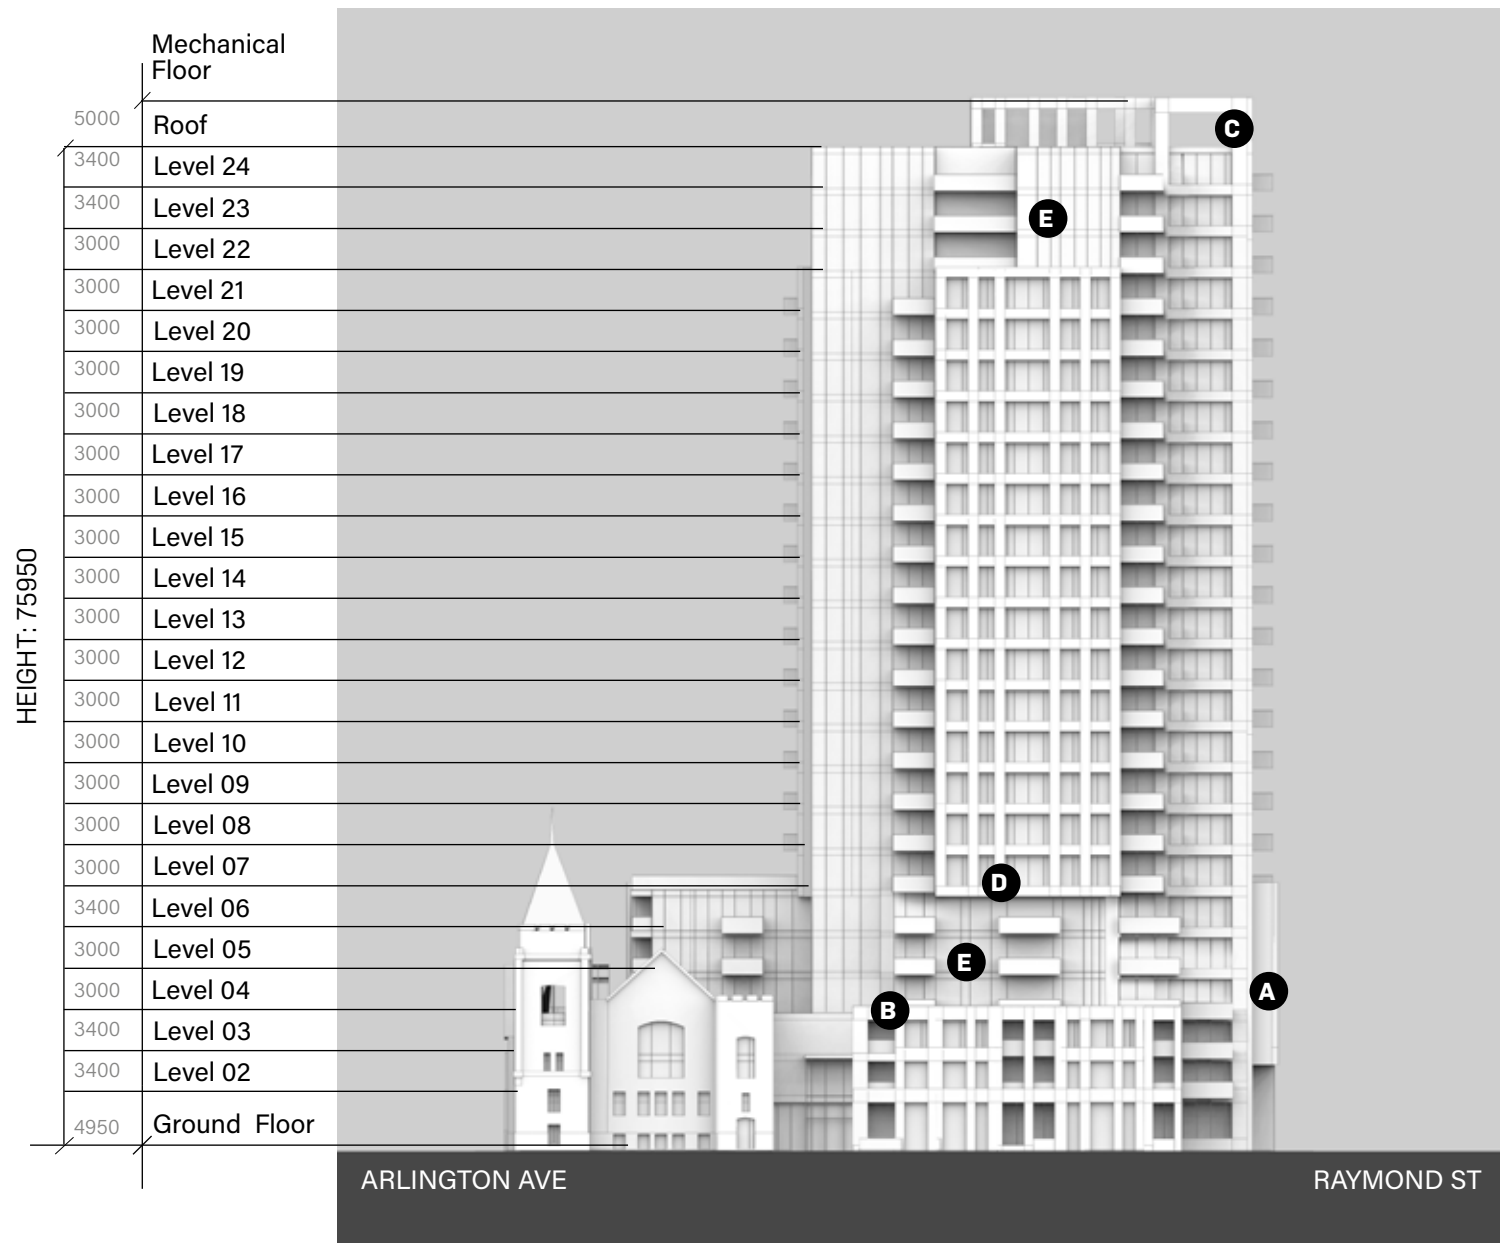 Mechanical
Floor
5000 Roof
3400 Level 24
3400 Level 23
3000 Level 22
3000 Level 21
3000 Level 20
3000 Level 19
3000 Level 18
3000 Level 17
3000 Level 16
3000 Level 15
3000 Level 14
3000 Level 13
3000 Level 12
3000 Level 11
3000 Level 10
3000 Level 09
3000 Level 08
3000 Level 07
3400 Level 06
3000 Level 05
3000 Level 04
3400 Level 03
3400 Level 02
4950 Ground Floor
HEIGHT: 75950
C
E
D
E
A
B
ARLINGTON AVE
RAYMOND ST